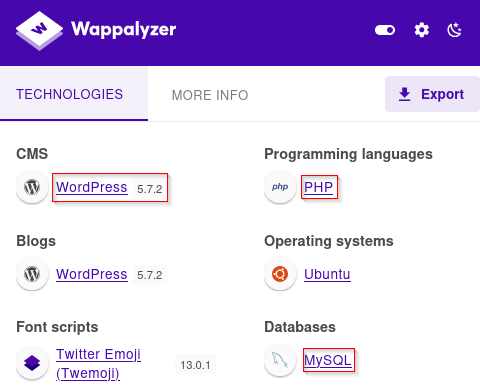 Wappalyzer
TECHNOLOGIES
MORE INFO
Export
CMS
WordPress 5.7.2
Programming languages
php PHP
Blogs
WordPress 5.7.2
Operating systems
Ubuntu
Font scripts
Twitter Emoji
(Twemoji) 13.0.1
Databases
MySQL